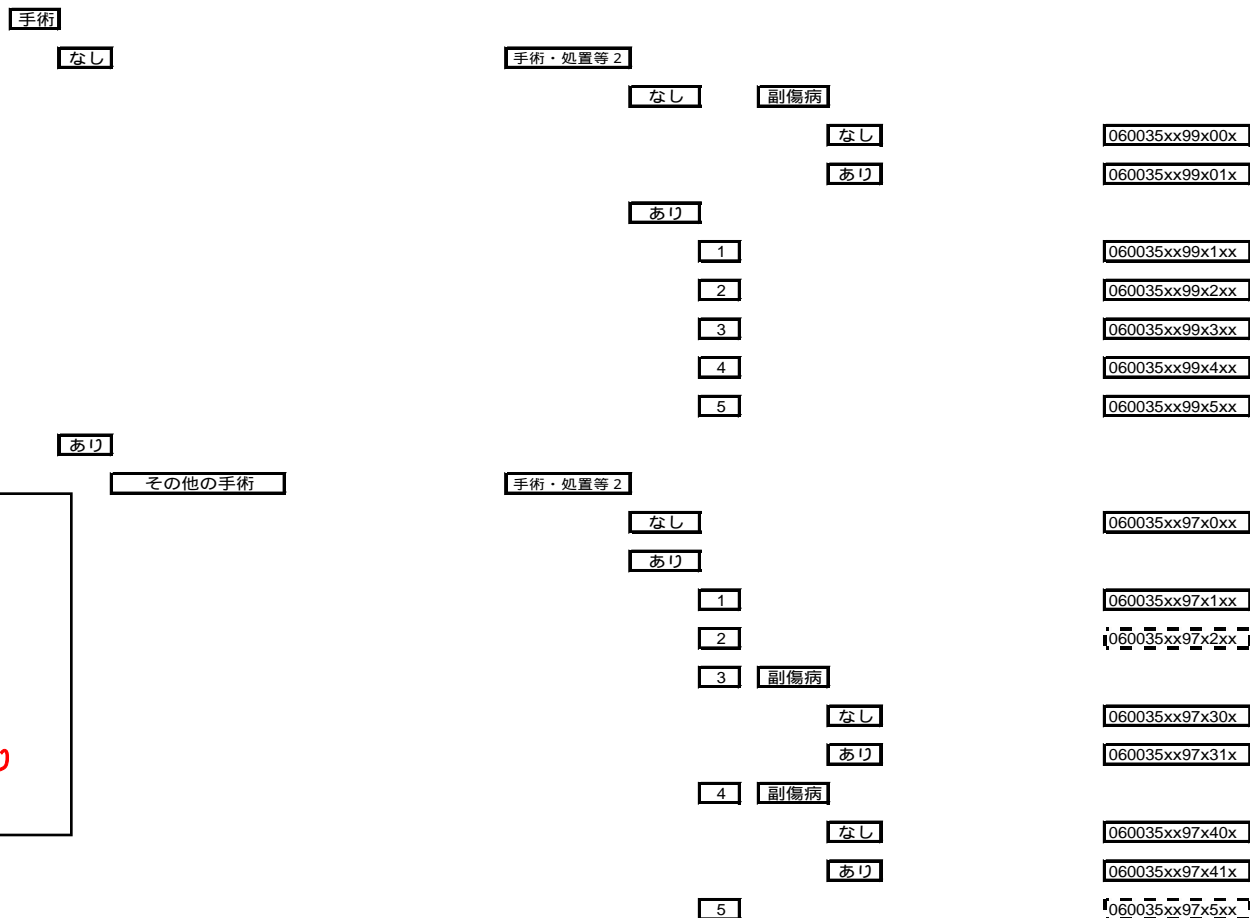 手術
なし 手術・処置等2
なし 副傷病
なし 060035xx99x00x
あり 060035xx99x01x
あり
1 060035xx99x1xx
2 060035xx99x2xx
3 060035xx99x3xx
4 060035xx99x4xx
5 060035xx99x5xx
あり
その他の手術 手術・処置等2
なし 060035xx97x0xx
あり
1 060035xx97x1xx
2 060035xx97x2xx
3 副傷病
なし 060035xx97x30x
あり 060035xx97x31x
4 副傷病
なし 060035xx97x40x
あり 060035xx97x41x
5 060035xx97x5xx